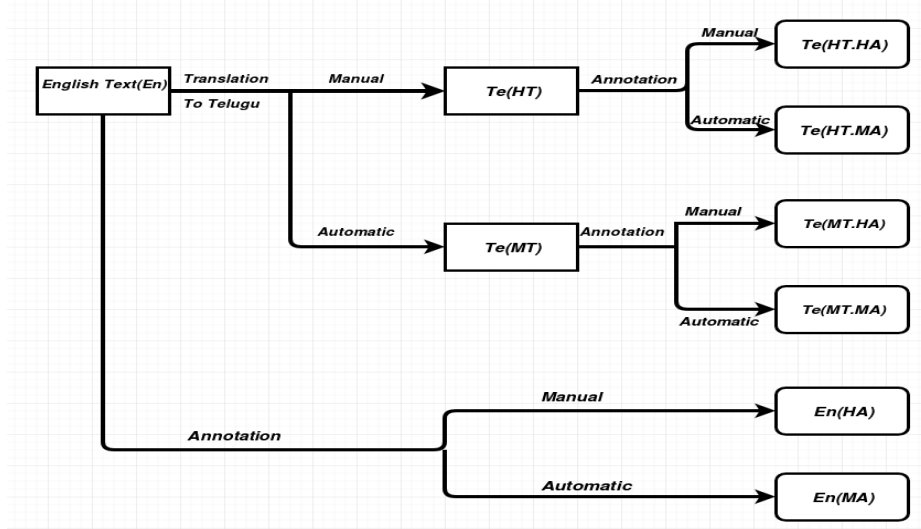 Manual
Te(HT.HA)
English Text(En)
Translation
To Telugu
Manual
Te(HT)
Annotation
Automatic
Te(HT.MA)
Automatic
Te(MT)
Annotation
Manual
Te(MT.HA)
Automatic
Te(MT.MA)
Annotation
Manual
En(HA)
Automatic
En(MA)